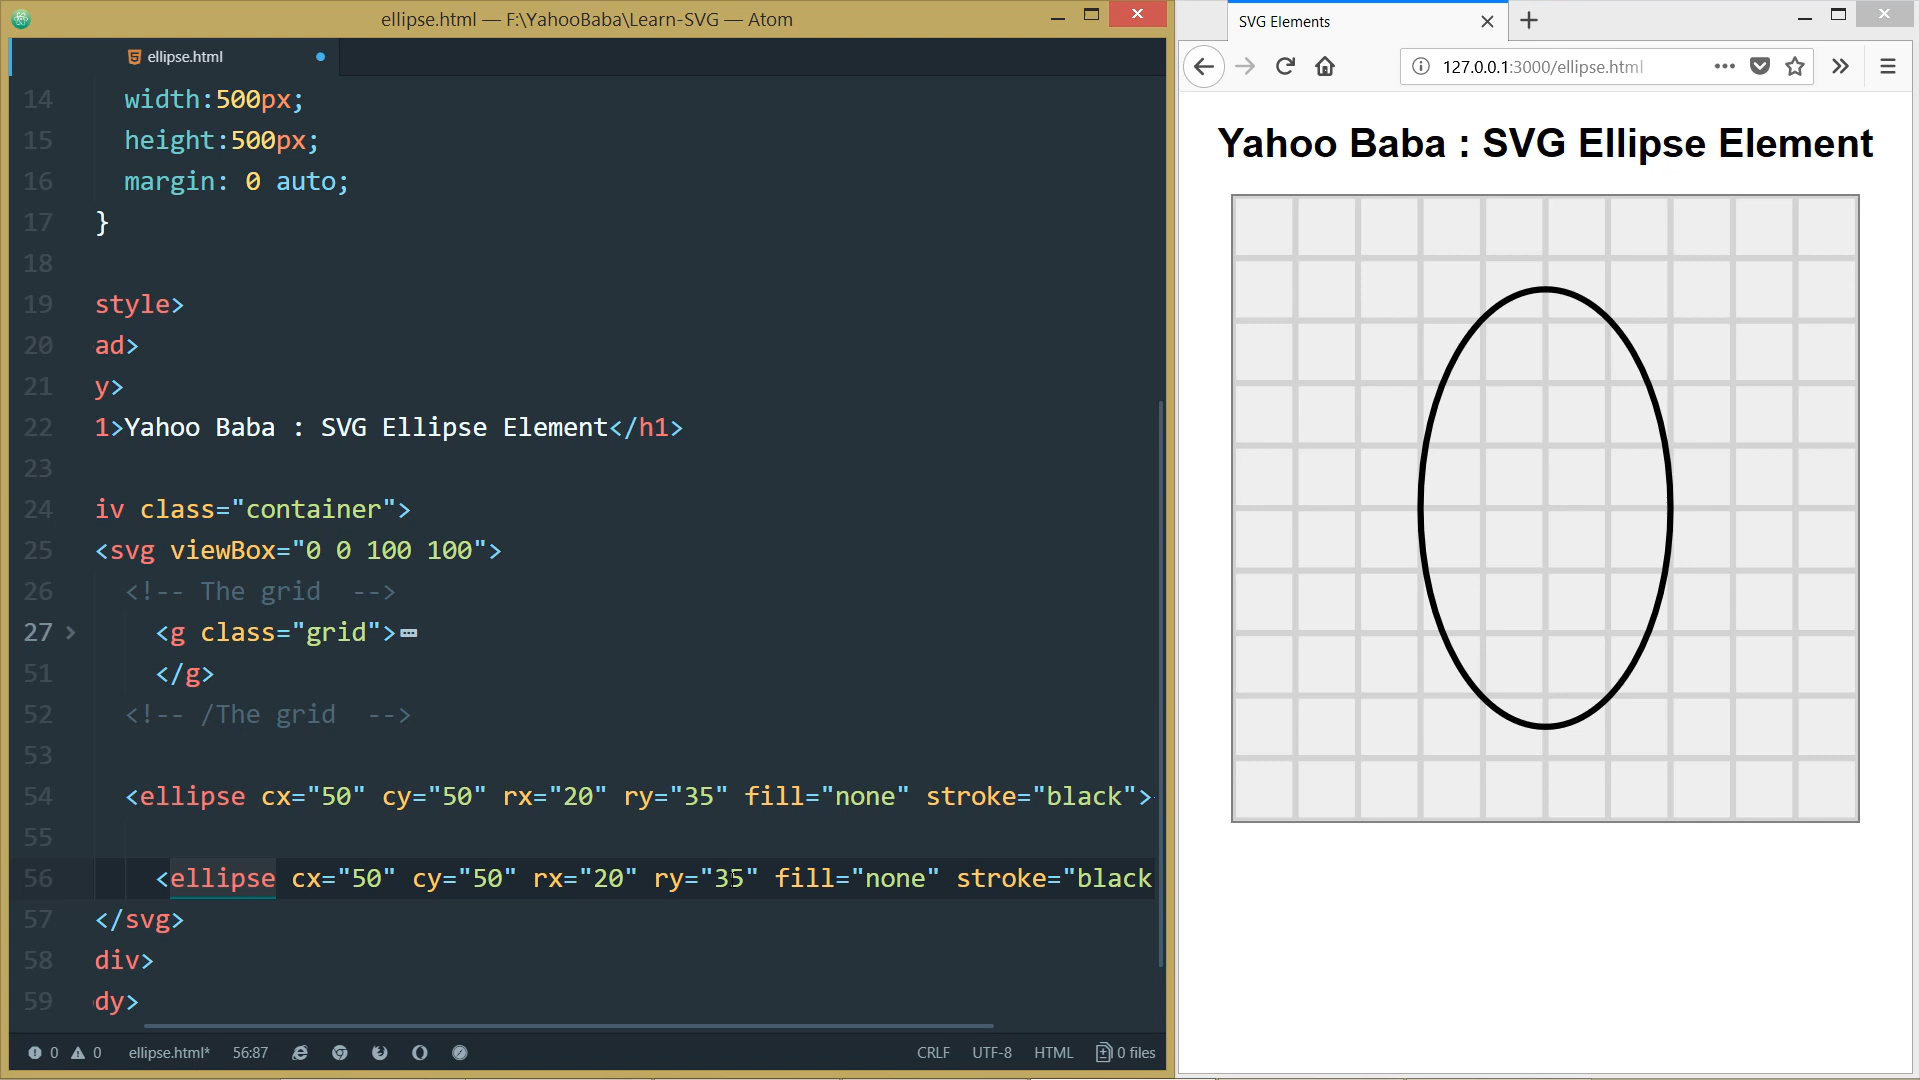 ellipse.html — F:\YahooBaba\Learn-SVG — Atom
ellipse.html
14 width:500px;
15 height:500px;
16 margin: 0 auto;
17 }
18
19 style>
20 ad>
21 y>
22 1>Yahoo Baba : SVG Ellipse Element</h1>
23
24 iv class="container">
25 <svg viewBox="0 0 100 100">
26 <!-- The grid -->
27 <g class="grid">
51 </g>
52 <!-- /The grid -->
53
54 <ellipse cx="50" cy="50" rx="20" ry="35" fill="none" stroke="black">
55
56 <ellipse cx="50" cy="50" rx="20" ry="35" fill="none" stroke="black
57 </svg>
58 div>
59 dy>
0 0 ellipse.html* 56:87 CRLF UTF-8 HTML 0 files
SVG Elements
127.0.0.1:3000/ellipse.html
Yahoo Baba : SVG Ellipse Element